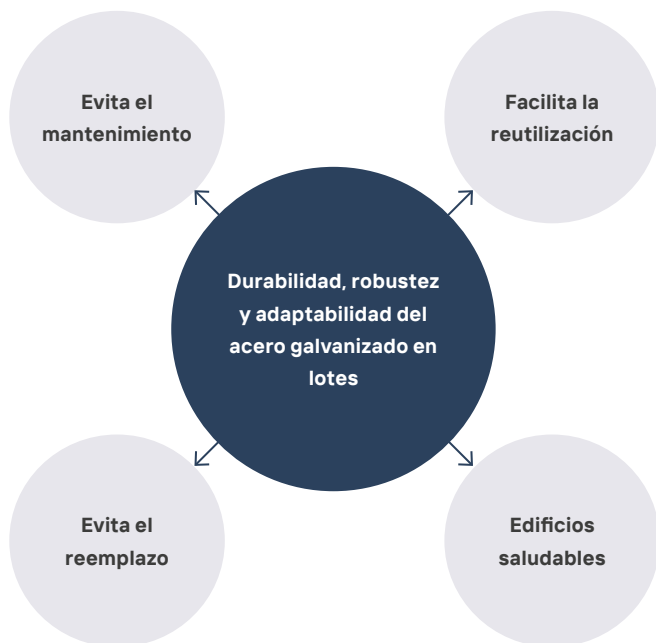 Evita el
mantenimiento
Facilita la
reutilización
Durabilidad, robustez
y adaptabilidad del
acero galvanizado en
lotes
Evita el
reemplazo
Edificios
saludables